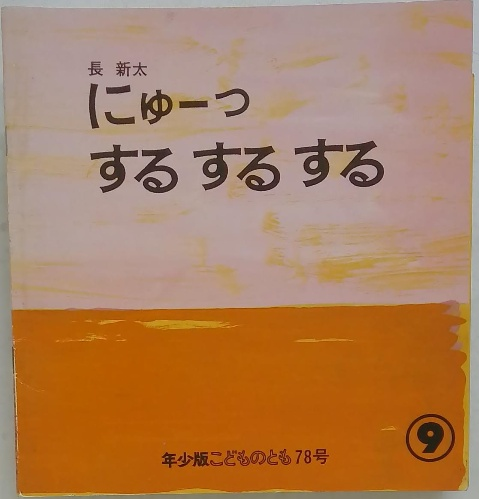 長 新太
にゅーっ
する する する
⑨
年少版こどものとも78号